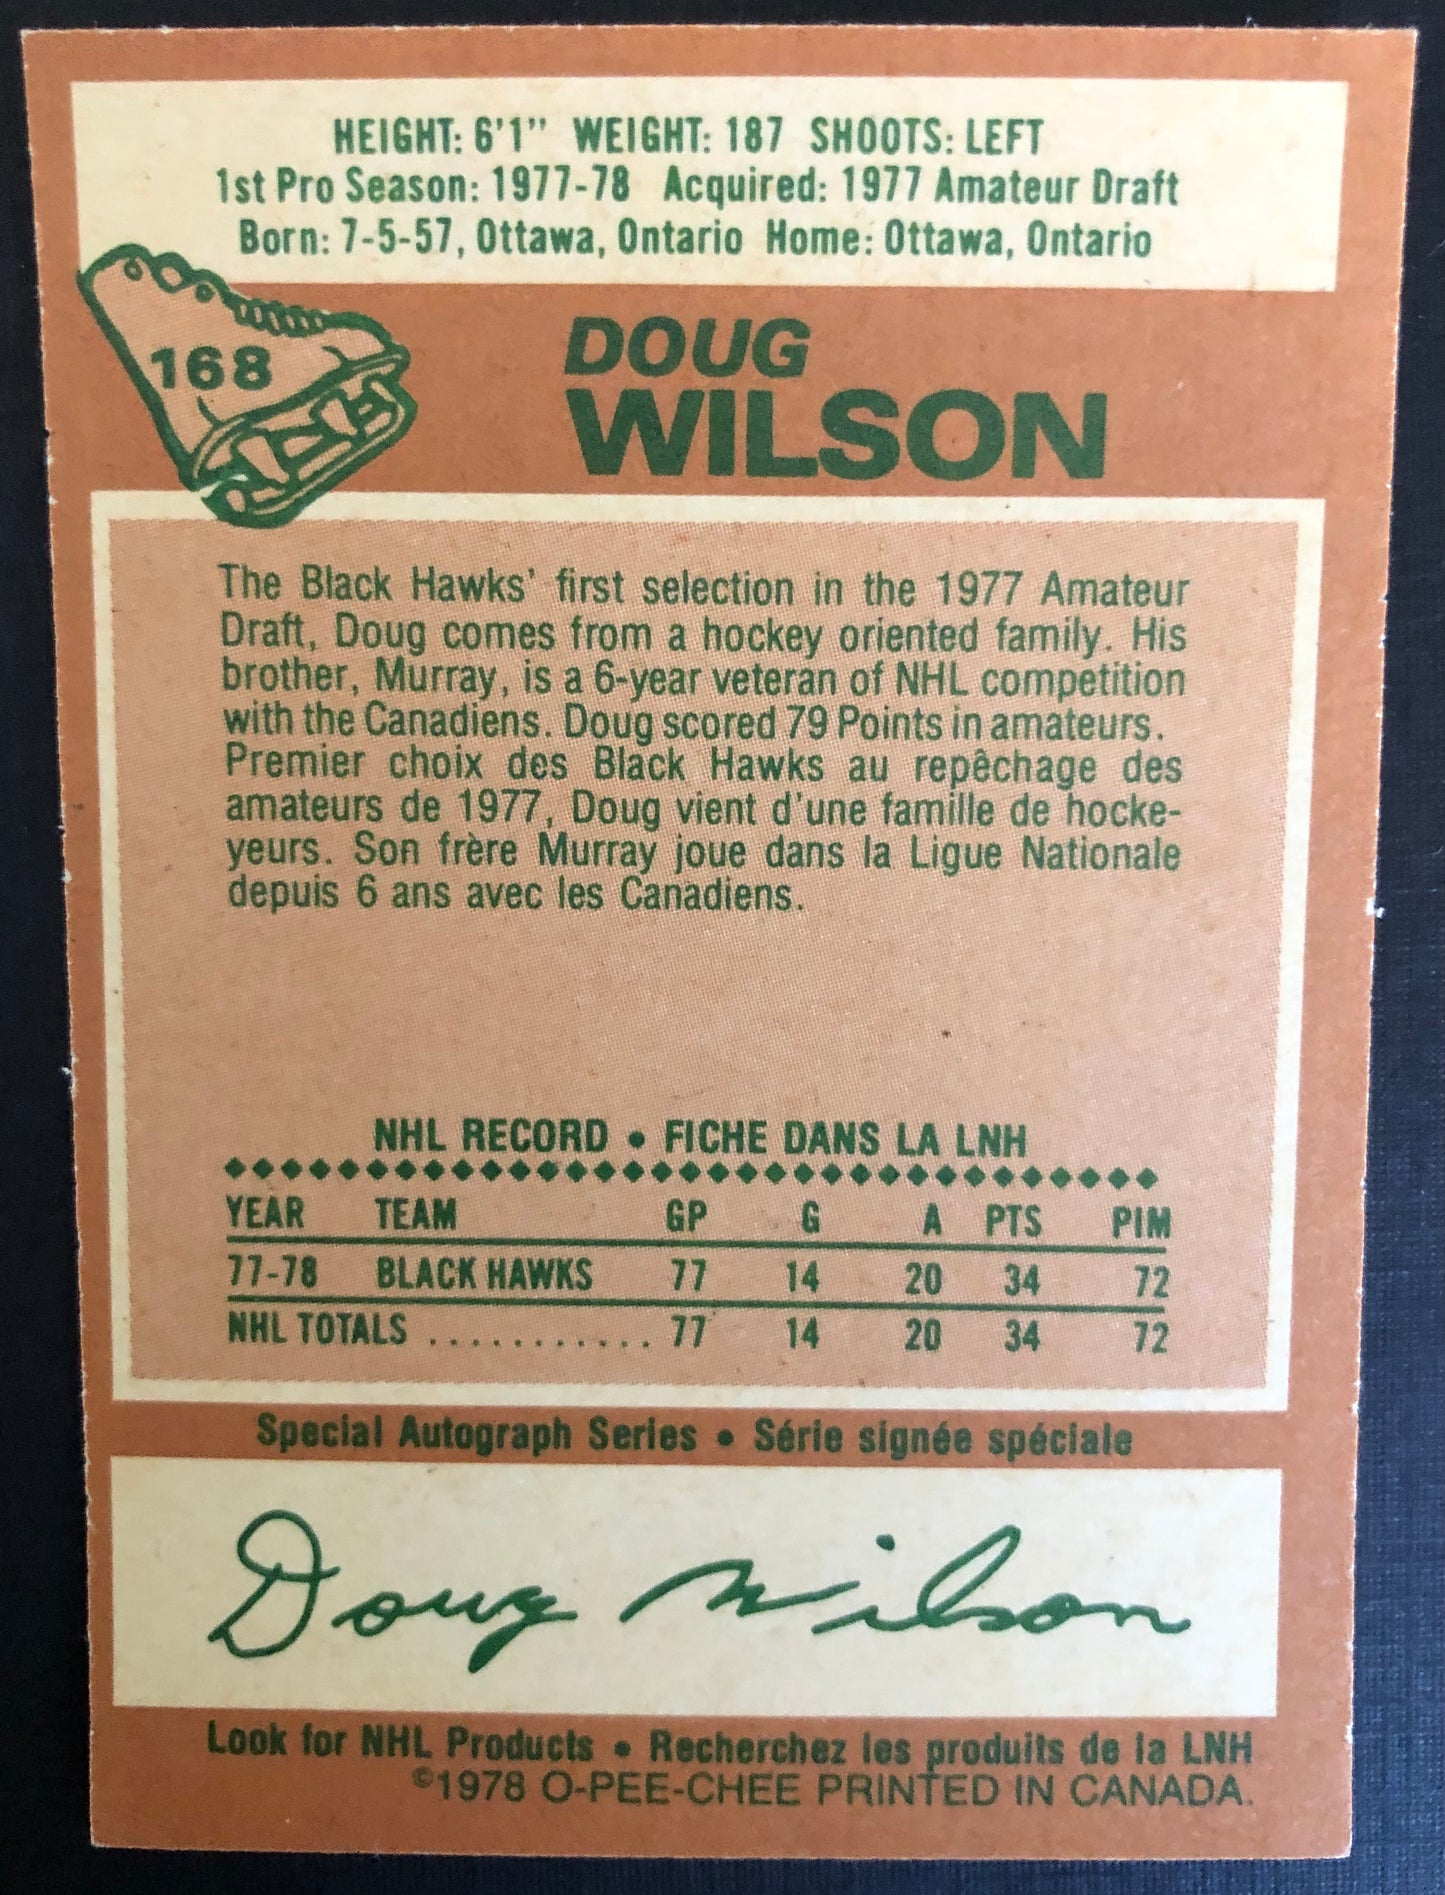 HEIGHT: 6'1" WEIGHT: 187 SHOOTS: LEFT
1st Pro Season: 1977-78 Acquired: 1977 Amateur Draft
Born: 7-5-57, Ottawa, Ontario Home: Ottawa, Ontario
168
DOUG
WILSON
The Black Hawks' first selection in the 1977 Amateur
Draft, Doug comes from a hockey oriented family. His
brother, Murray, is a 6-year veteran of NHL competition
with the Canadiens. Doug scored 79 Points in amateurs.
Premier choix des Black Hawks au repêchage des
amateurs de 1977, Doug vient d'une famille de hocke-
yeurs. Son frère Murray joue dans la Ligue Nationale
depuis 6 ans avec les Canadiens.
NHL RECORD • FICHE DANS LA LNH
YEAR TEAM GP G A PTS PIM
77-78 BLACK HAWKS 77 14 20 34 72
NHL TOTALS ........... 77 14 20 34 72
Special Autograph Series • Série signée spéciale
Doug Wilson
Look for NHL Products • Recherchez les produits de la LNH
©1978 O-PEE-CHEE PRINTED IN CANADA.